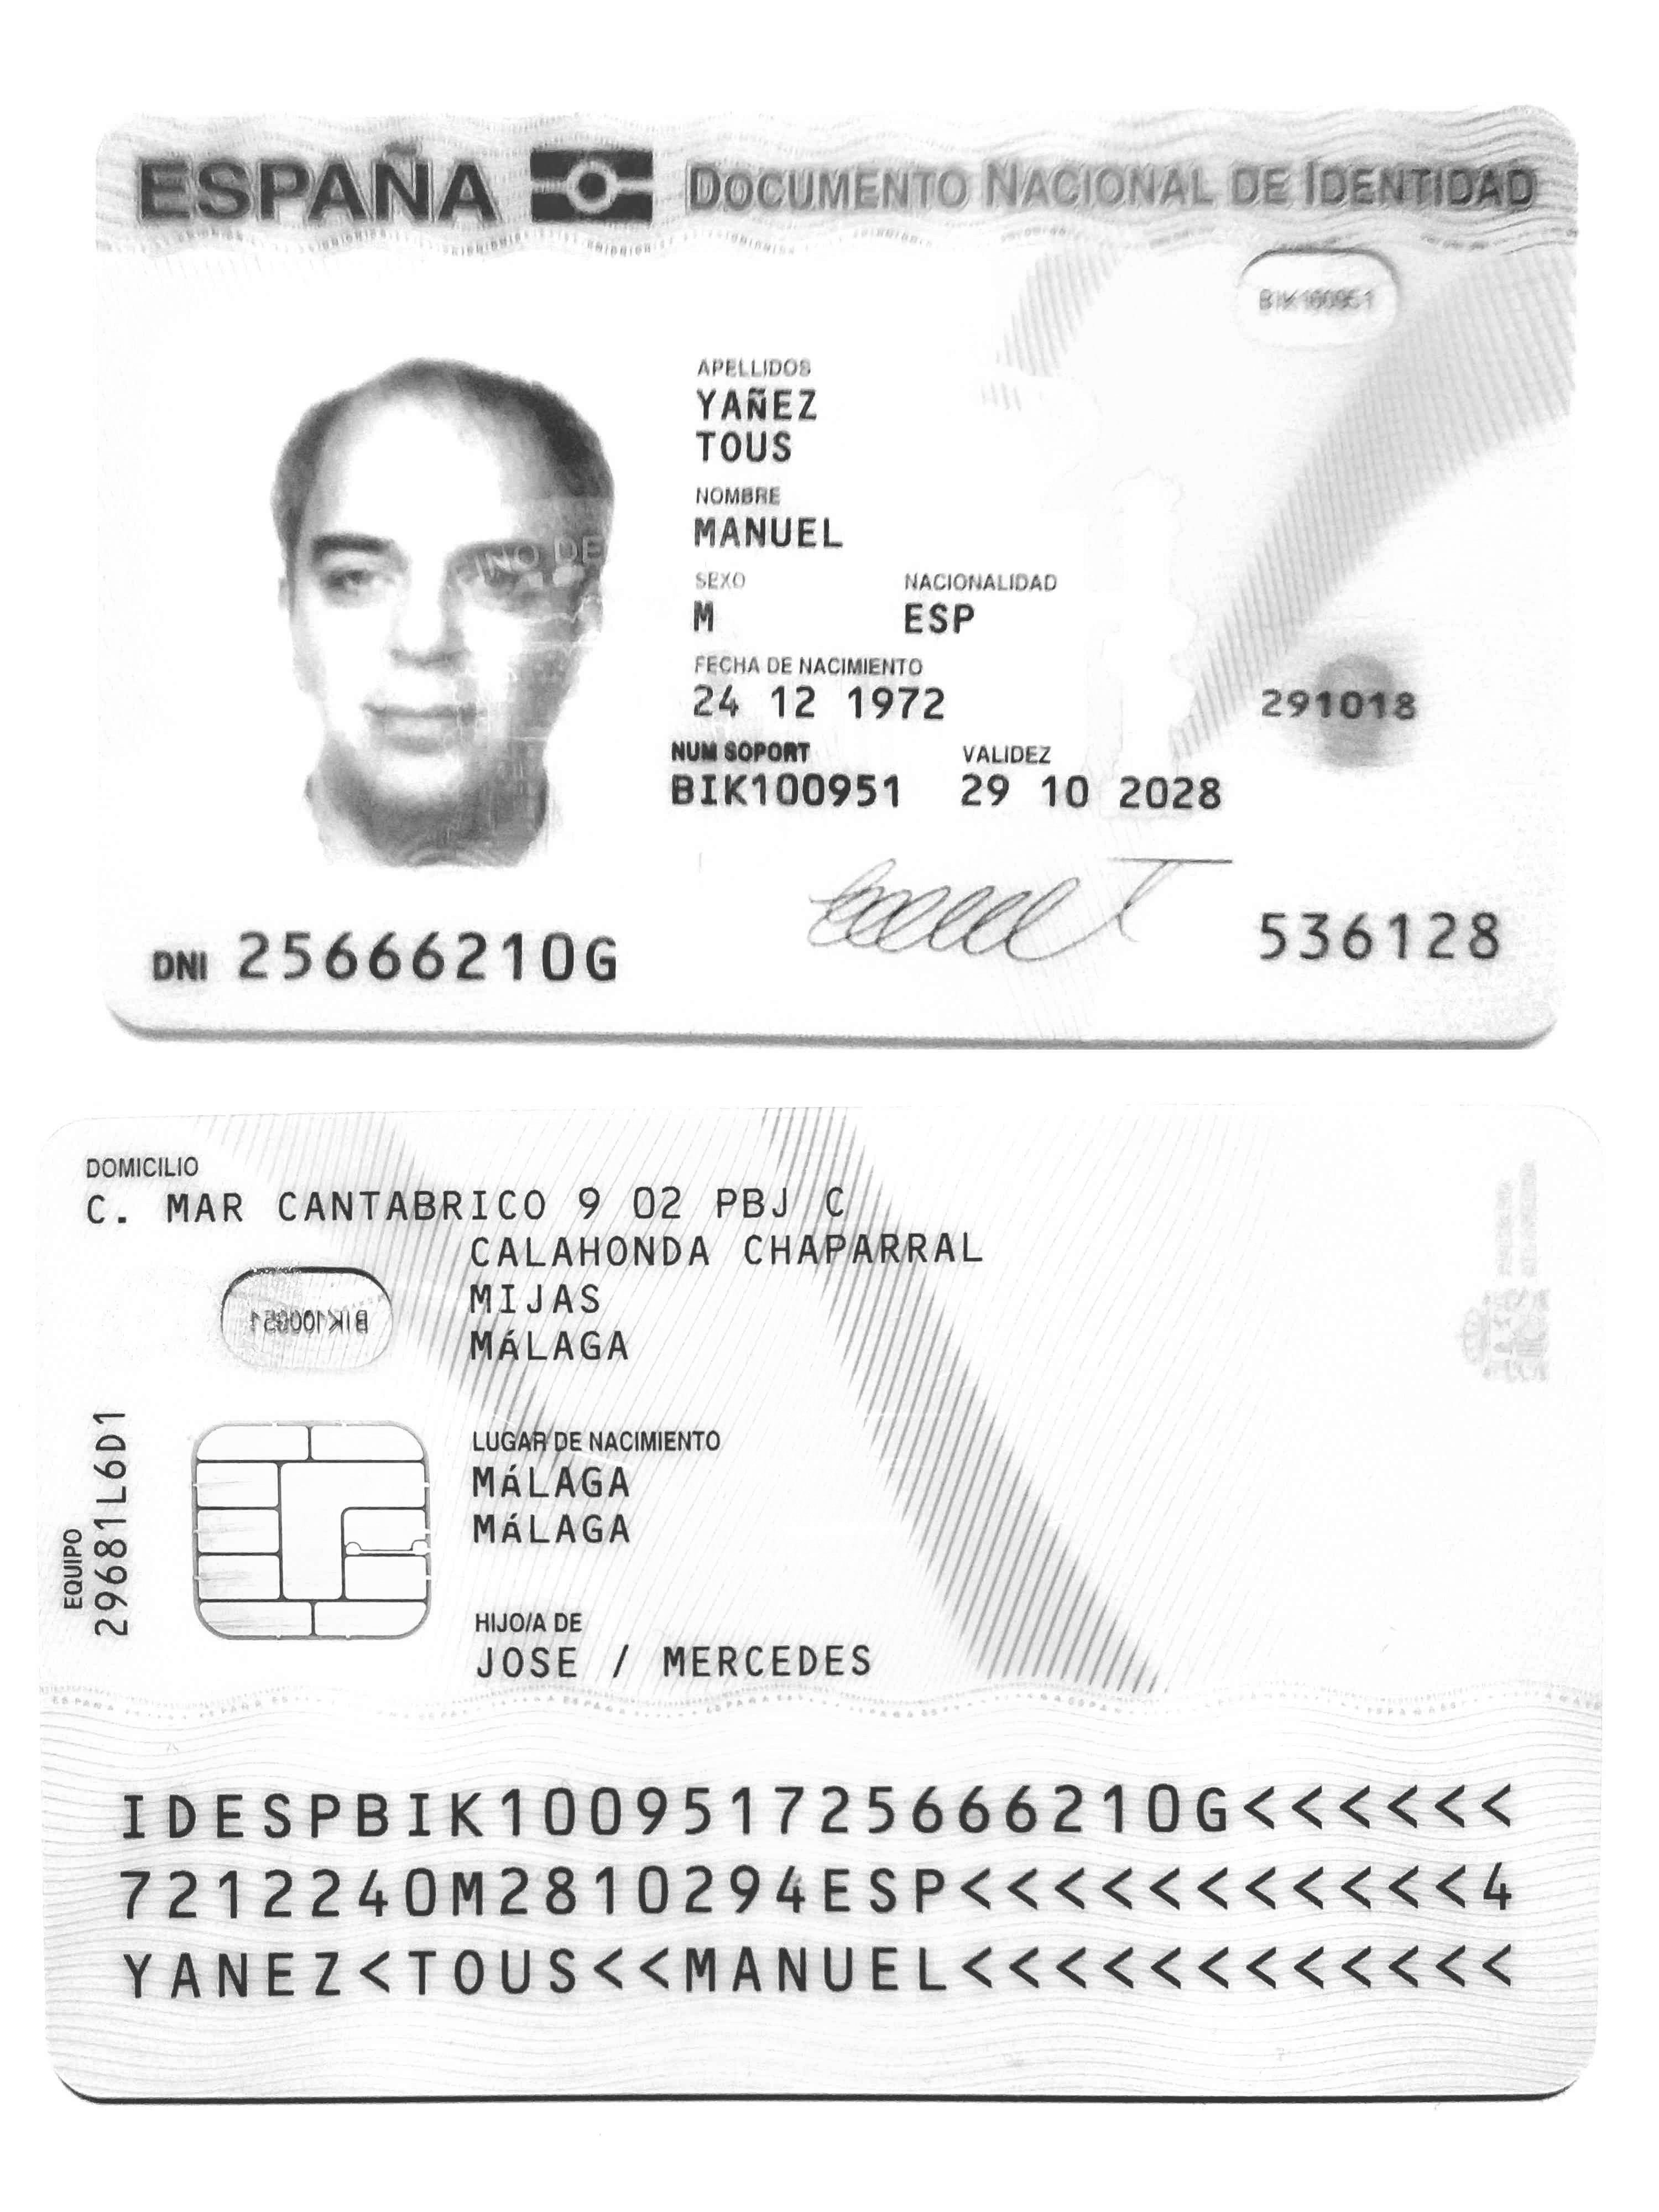 ESPAÑA DOCUMENTO NACIONAL DE IDENTIDAD
BIK100951
APELLIDOS
YAÑEZ
TOUS
NOMBRE
MANUEL
SEXO NACIONALIDAD
M ESP
FECHA DE NACIMIENTO
24 12 1972
291018
NUM SOPORT VALIDEZ
BIK100951 29 10 2028
DNI 25666210G
536128
DOMICILIO
C. MAR CANTABRICO 9 02 PBJ C
CALAHONDA CHAPARRAL
MIJAS
MÁLAGA
BIK100951
EQUIPO
29681L6D1
LUGAR DE NACIMIENTO
MÁLAGA
MÁLAGA
HIJO/A DE
JOSE / MERCEDES
IDESPBIK100951725666210G<<<<<<
7212240M2810294ESP<<<<<<<<<<<4
YANEZ<TOUS<<MANUEL<<<<<<<<<<<<